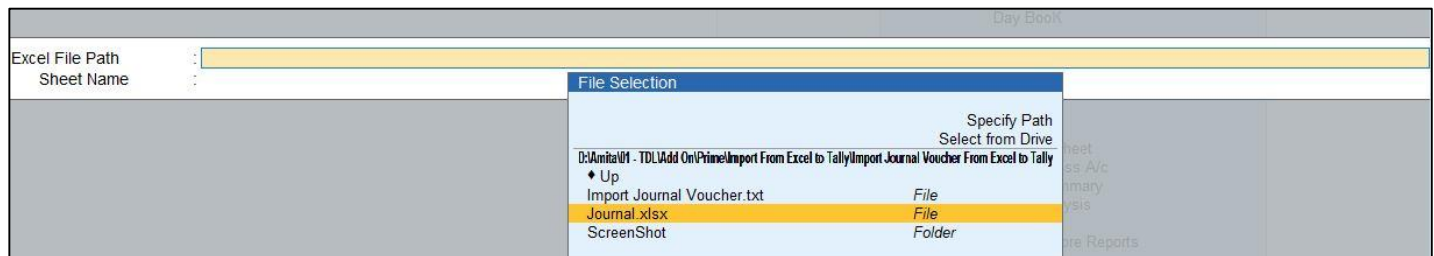 Day BooK
Excel File Path :
Sheet Name :
File Selection
Specify Path
Select from Drive
D:\Amita\01 - TDL\Add On\Prime\Import From Excel to Tally\Import Journal Voucher From Excel to Tally
heet
♦ Up
ss A/c
Import Journal Voucher.txt File
mmary
Journal.xlsx File
ysis
ScreenShot Folder
ore Reports